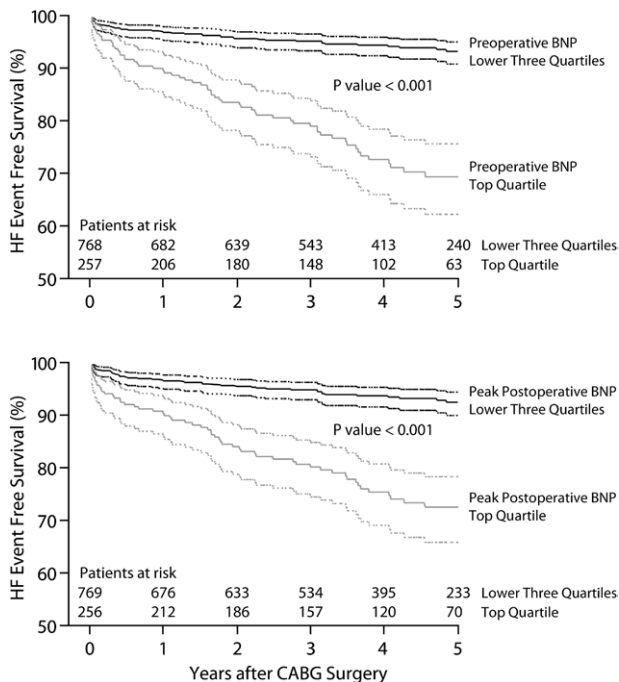 HF Event Free Survival (%)
100
90
80
70
60
50
Preoperative BNP
Lower Three Quartiles
P value < 0.001
Preoperative BNP
Top Quartile
Patients at risk
768 682 639 543 413 240 Lower Three Quartiles
257 206 180 148 102 63 Top Quartile
0 1 2 3 4 5
HF Event Free Survival (%)
100
90
80
70
60
50
Peak Postoperative BNP
Lower Three Quartiles
P value < 0.001
Peak Postoperative BNP
Top Quartile
Patients at risk
769 676 633 534 395 233 Lower Three Quartiles
256 212 186 157 120 70 Top Quartile
0 1 2 3 4 5
Years after CABG Surgery